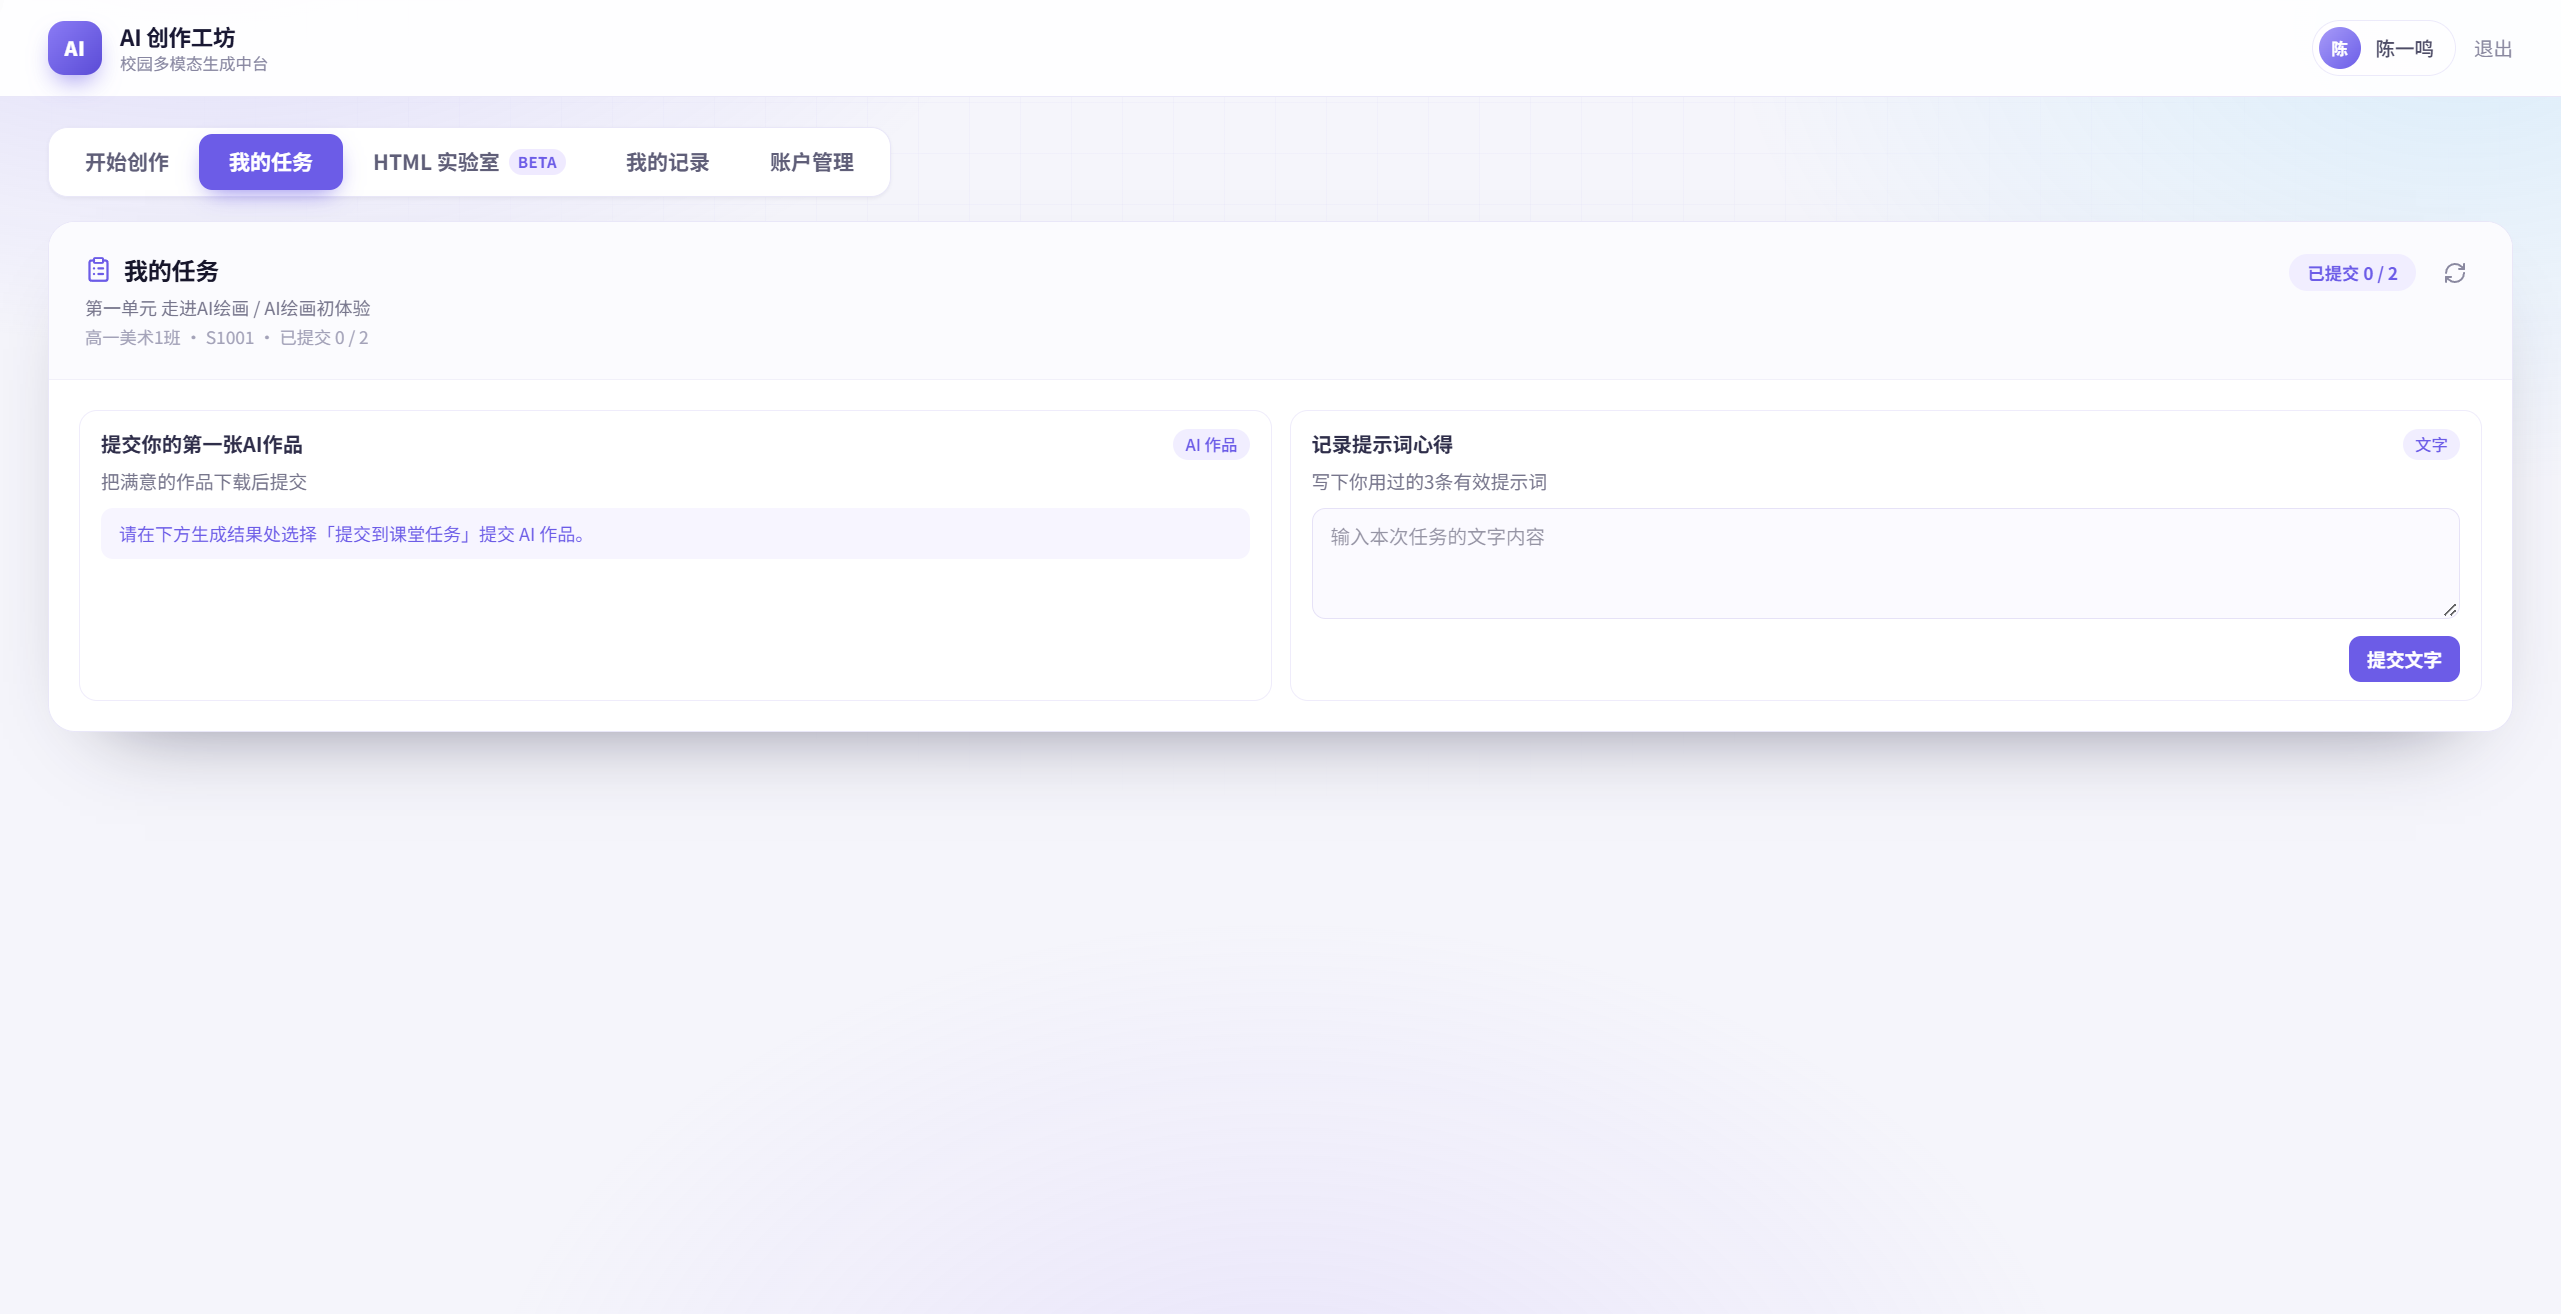 AI
AI 创作工坊
校园多模态生成中台
陈
陈一鸣
退出
开始创作
我的任务
HTML 实验室 BETA
我的记录
账户管理
我的任务
第一单元 走进AI绘画 / AI绘画初体验
高一美术1班 • S1001 • 已提交 0 / 2
已提交 0 / 2
提交你的第一张AI作品
AI 作品
把满意的作品下载后提交
请在下方生成结果处选择「提交到课堂任务」提交 AI 作品。
记录提示词心得
文字
写下你用过的3条有效提示词
输入本次任务的文字内容
提交文字